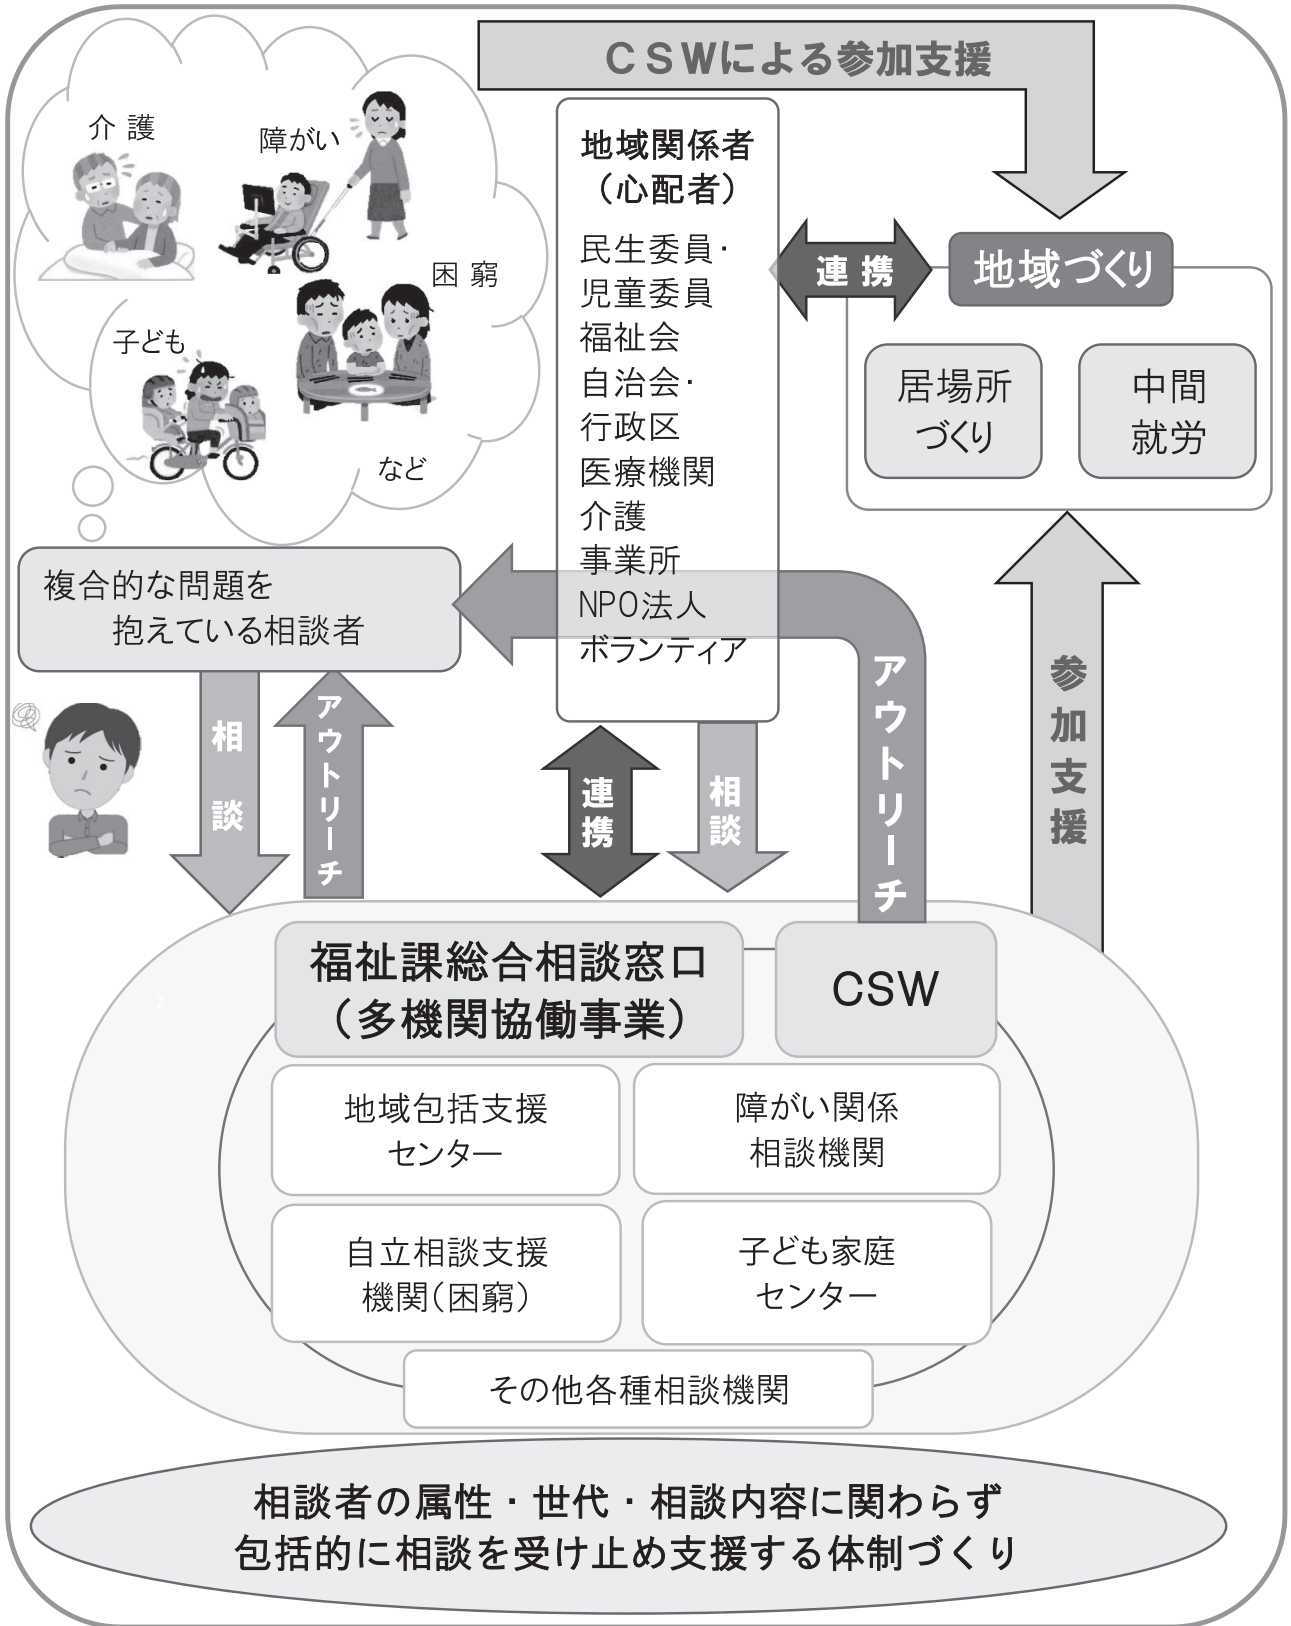 CSWによる参加支援
介護
障がい
困窮
子ども
など
地域関係者
（心配者）
民生委員・
児童委員
福祉会
自治会・
行政区
医療機関
介護
事業所
NPO法人
ボランティア
連携
地域づくり
居場所
づくり
中間
就労
複合的な問題を
抱えている相談者
相談
アウトリーチ
連携
相談
アウトリーチ
参加支援
福祉課総合相談窓口
（多機関協働事業）
CSW
z
地域包括支援
センター
障がい関係
相談機関
自立相談支援
機関（困窮）
子ども家庭
センター
その他各種相談機関
相談者の属性・世代・相談内容に関わらず
包括的に相談を受け止め支援する体制づくり